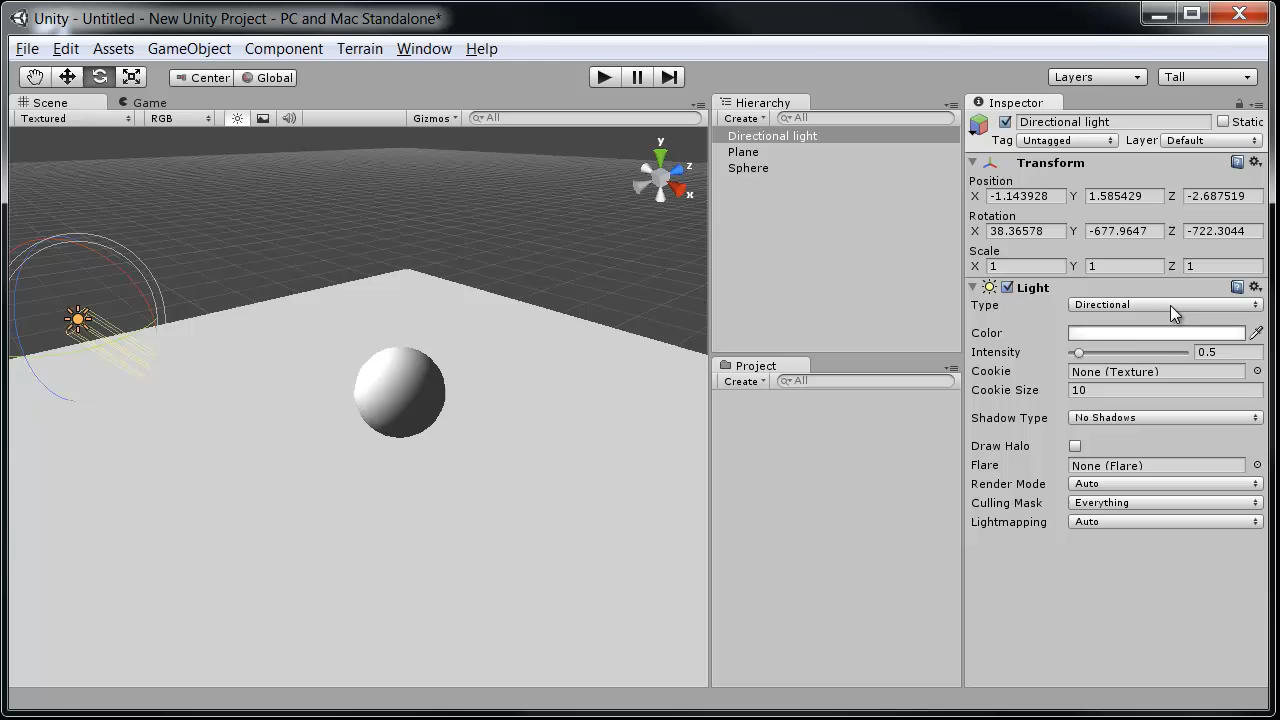 Unity - Untitled - New Unity Project - PC and Mac Standalone*
File Edit Assets GameObject Component Terrain Window Help
Center Global Layers Tall
Scene Game
Textured RGB Gizmos All
y
z
x
Hierarchy
Create All
Directional light
Plane
Sphere
Project
Create All
Inspector
Directional light Static
Tag Untagged Layer Default
Transform
Position
X -1.143928 Y 1.585429 Z -2.687519
Rotation
X 38.36578 Y -677.9647 Z -722.3044
Scale
X 1 Y 1 Z 1
Light
Type Directional
Color
Intensity 0.5
Cookie None (Texture)
Cookie Size 10
Shadow Type No Shadows
Draw Halo
Flare None (Flare)
Render Mode Auto
Culling Mask Everything
Lightmapping Auto